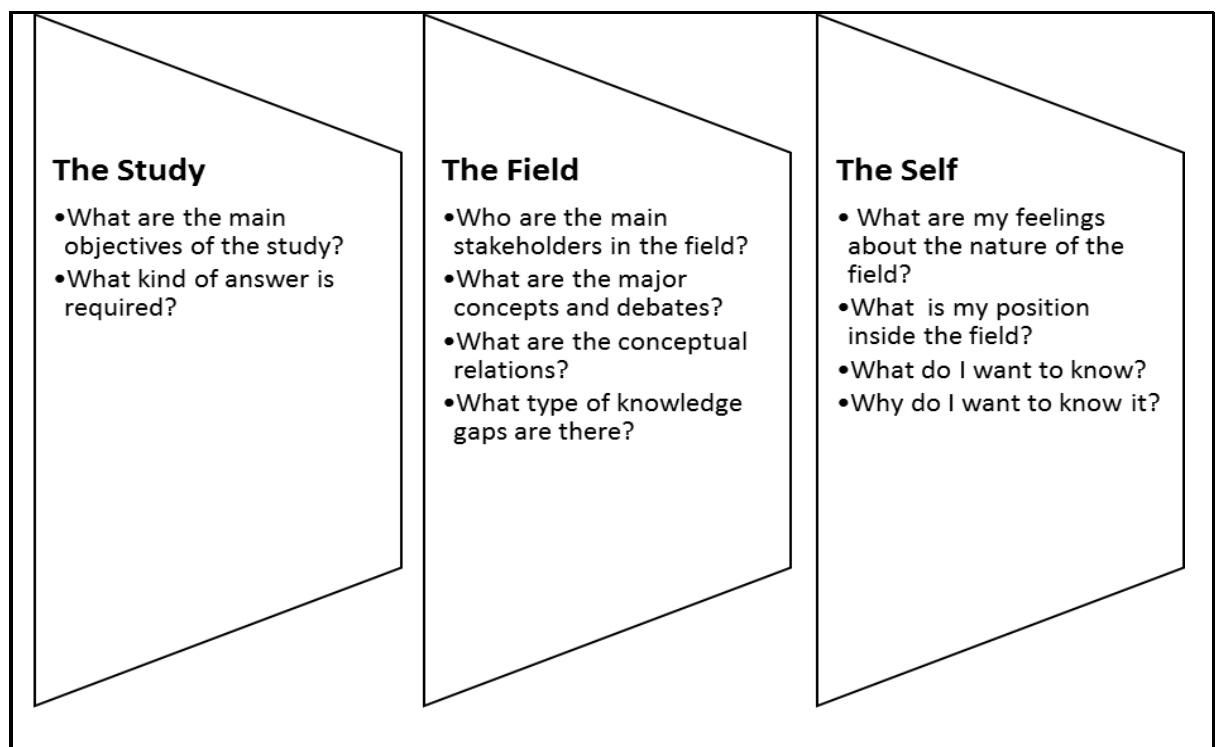 The Study
•What are the main
objectives of the study?
•What kind of answer is
required?
The Field
•Who are the main
stakeholders in the field?
•What are the major
concepts and debates?
•What are the conceptual
relations?
•What type of knowledge
gaps are there?
The Self
• What are my feelings
about the nature of the
field?
•What  is my position
inside the field?
•What do I want to know?
•Why do I want to know it?